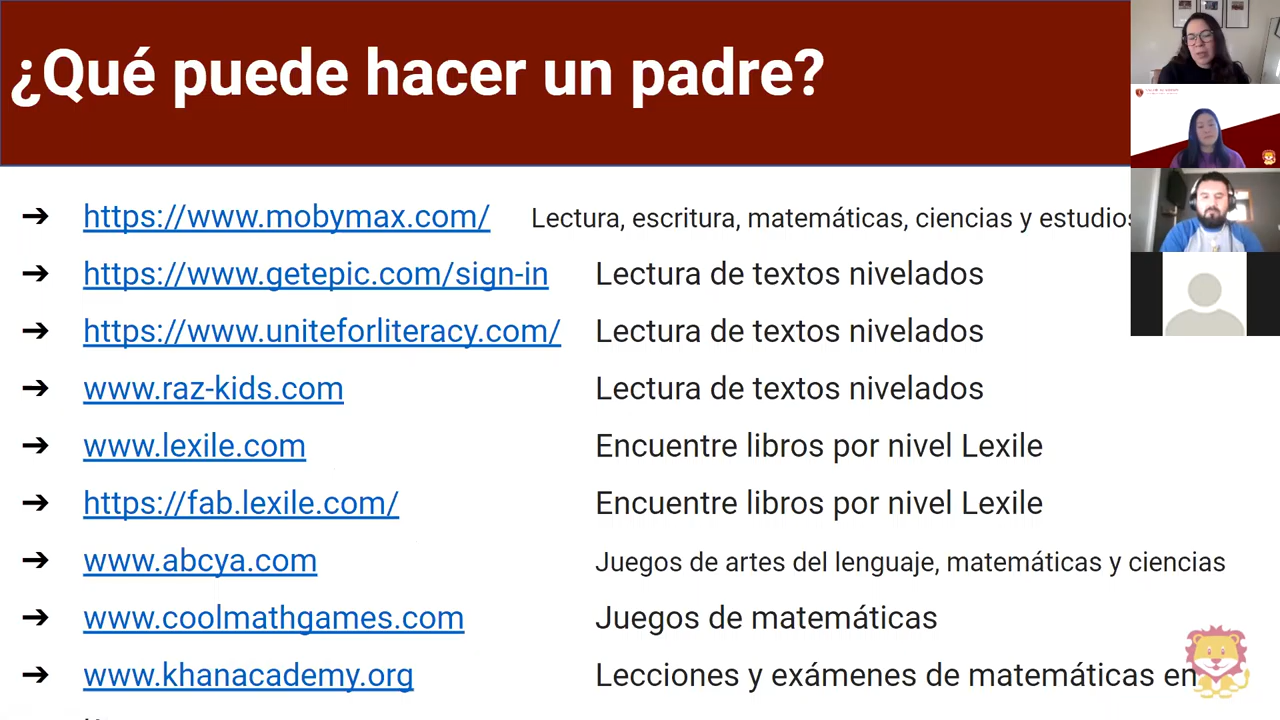 ¿Qué puede hacer un padre?
➔ https://www.mobymax.com/ Lectura, escritura, matemáticas, ciencias y estudios
➔ https://www.getepic.com/sign-in Lectura de textos nivelados
➔ https://www.uniteforliteracy.com/ Lectura de textos nivelados
➔ www.raz-kids.com Lectura de textos nivelados
➔ www.lexile.com Encuentre libros por nivel Lexile
➔ https://fab.lexile.com/ Encuentre libros por nivel Lexile
➔ www.abcya.com Juegos de artes del lenguaje, matemáticas y ciencias
➔ www.coolmathgames.com Juegos de matemáticas
➔ www.khanacademy.org Lecciones y exámenes de matemáticas en